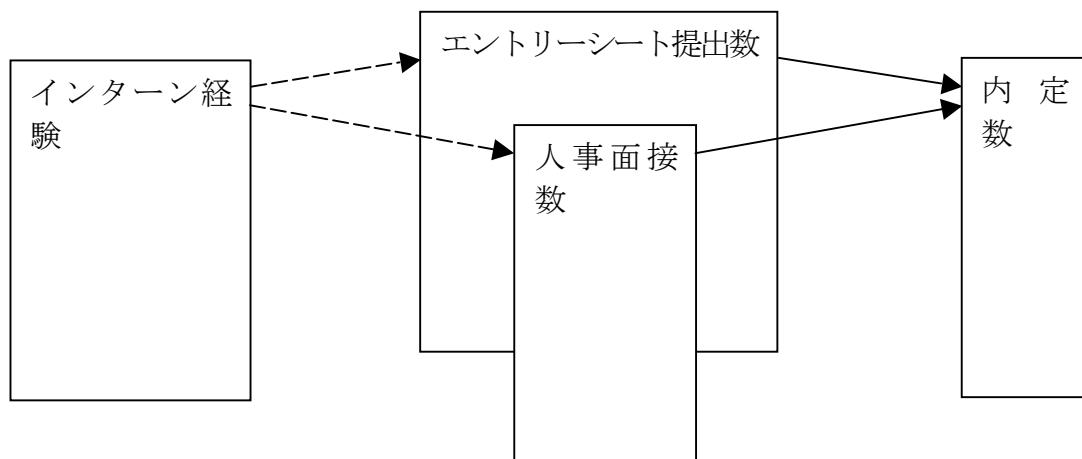 エントリーシート提出数
インターン経
験
人事面接
数
内定
数